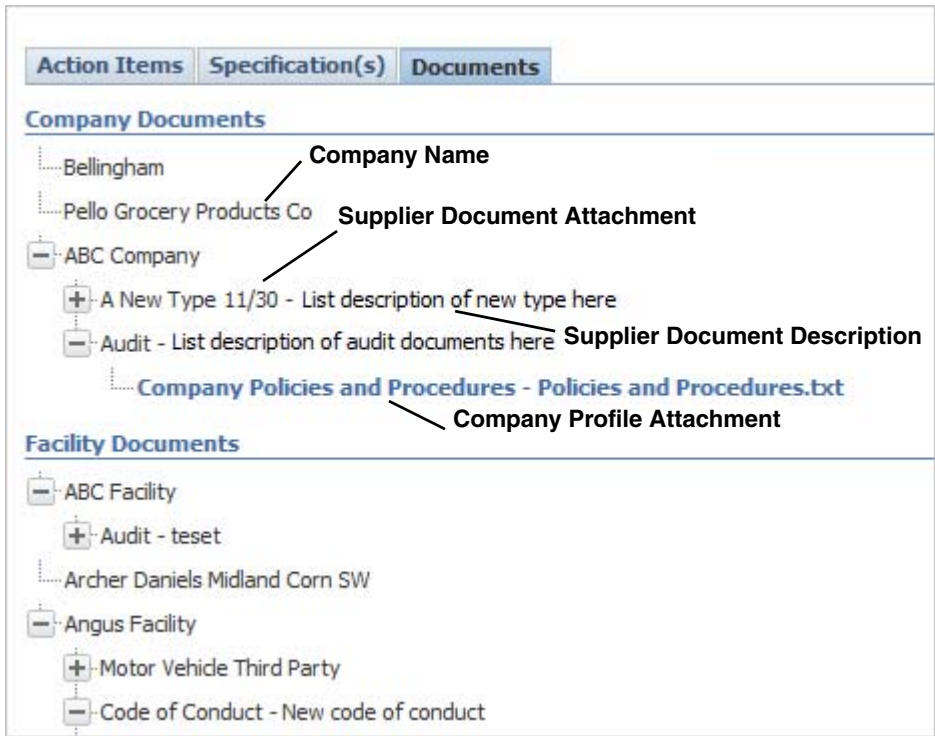 Action Items Specification(s) Documents
Company Documents
Company Name
Bellingham
Pello Grocery Products Co
Supplier Document Attachment
ABC Company
A New Type 11/30 - List description of new type here
Supplier Document Description
Audit - List description of audit documents here
Company Policies and Procedures - Policies and Procedures.txt
Company Profile Attachment
Facility Documents
ABC Facility
Audit - teset
Archer Daniels Midland Corn SW
Angus Facility
Motor Vehicle Third Party
Code of Conduct - New code of conduct